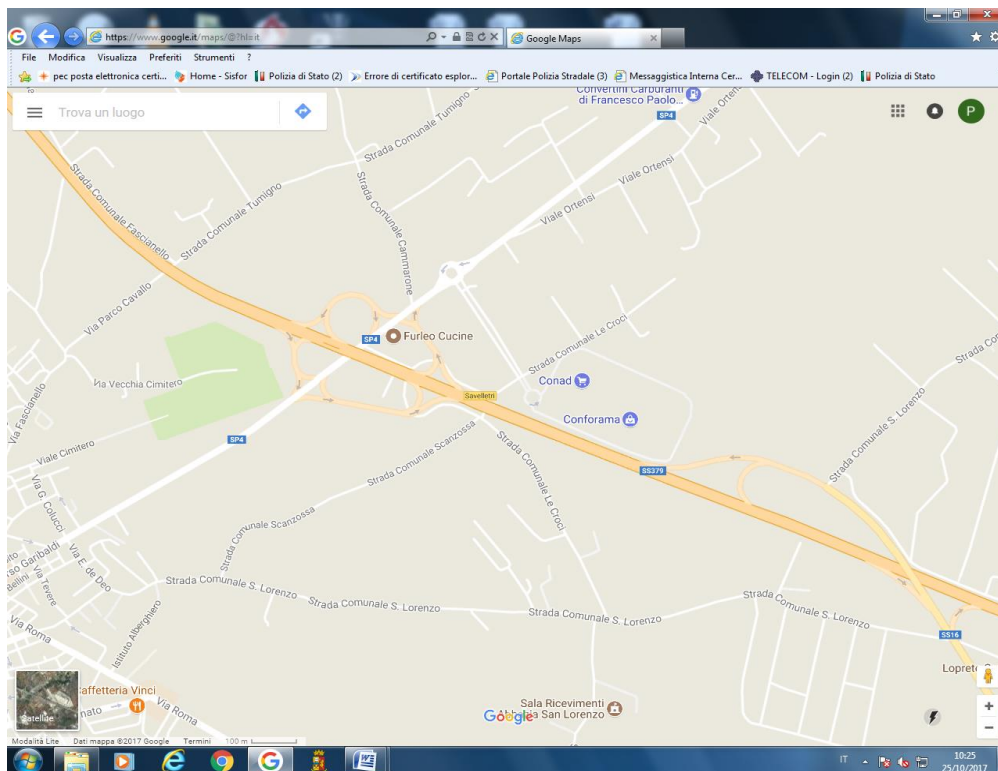 https://www.google.it/maps/@?hl=it
Google Maps
File Modifica Visualizza Preferiti Strumenti ?
pec posta elettronica certi... Home - Sisfor Polizia di Stato (2) Errore di certificato esplor... Portale Polizia Stradale (3) Messaggistica Interna Cer... TELECOM - Login (2) Polizia di Stato
Trova un luogo
P
Convertini Carburanti
di Francesco Paolo...
SP4
Viale Ortensi
Strada Comunale Tumigno
Strada Comunale Tumigno
Strada Comunale Fascianello
Strada Comunale Cammarone
Viale Ortensi
Viale Ortensi
Via Parco Cavallo
SP4
Furleo Cucine
Strada Comunale Le Croci
Via Vecchia Cimitero
Conad
Savelletri
Conforama
Via Fascianello
SP4
Viale Cimitero
Strada Comunale Scanzossa
Strada Comunale Le Croci
SS379
Strada Comunale S. Lorenzo
Via G. Colucci
Strada Comunale Scanzossa
Garibaldi
Via E. de Deo
Bellini
Via Tevere
Strada Comunale S. Lorenzo
Strada Comunale S. Lorenzo
Strada Comunale S. Lorenzo
Strada Comunale S. Lorenzo
Via Roma
Istituto Alberghiero
SS16
Satellite
affetteria Vinci
Via Roma
Sala Ricevimenti
San Lorenzo
Google
Modalità Lite Dati mappa ©2017 Google Termini 100 m
IT
10:25
25/10/2017